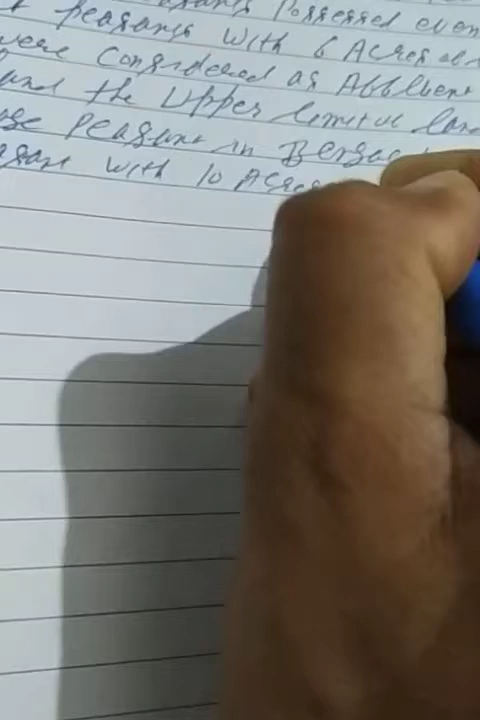 Peasants Possessed even
Peasants with 6 Acres of
were considered as Affluent
and the Upper limit of lan
Peasant in Bengal
with 10 Acres